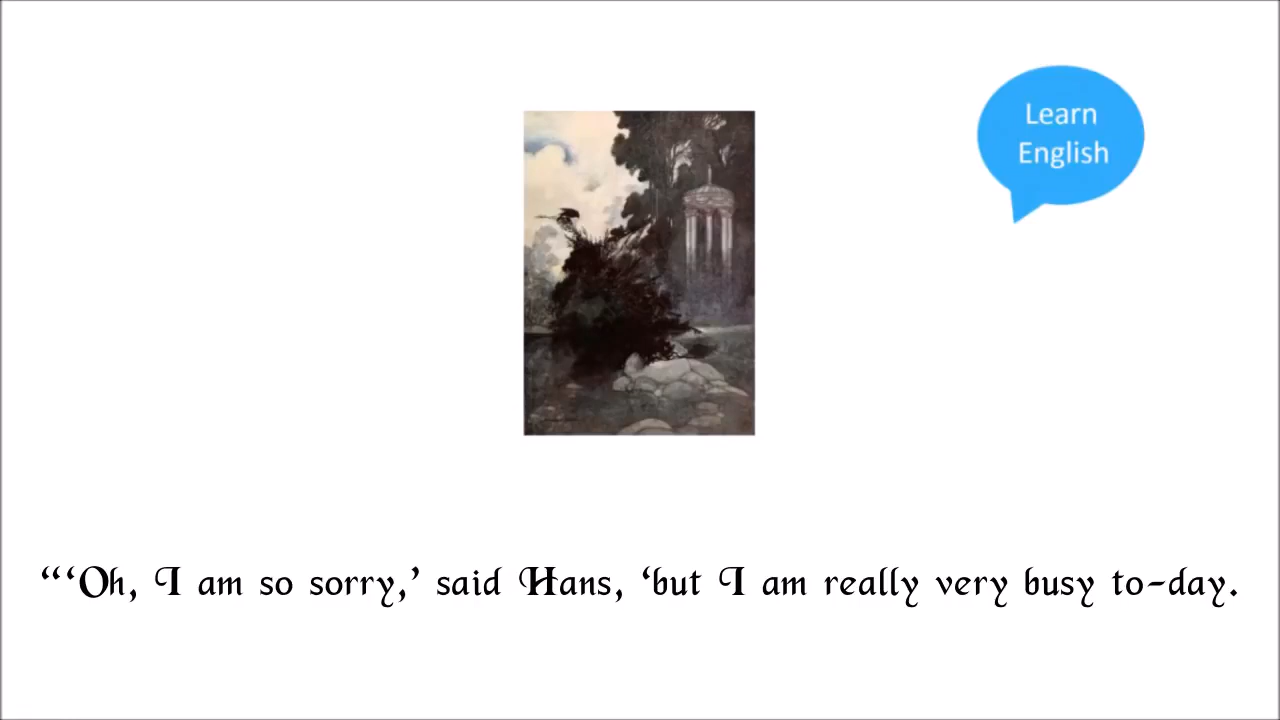 Learn
English
“‘Oh, I am so sorry,’ said Hans, ‘but I am really very busy to-day.